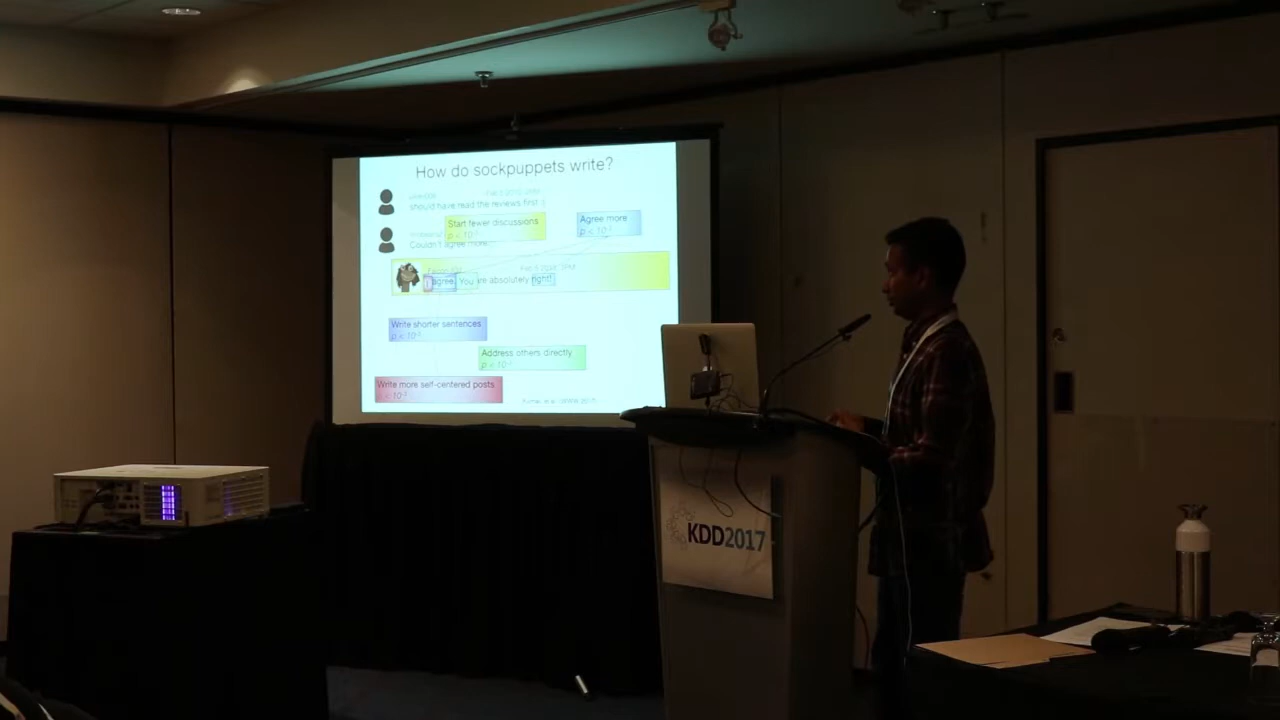 How do sockpuppets write?
should have read the reviews first :(
Start fewer discussions
Agree more
Couldn't agree more.
I agree. You are absolutely right!
Write shorter sentences
Address others directly
Write more self-centered posts
KDD2017